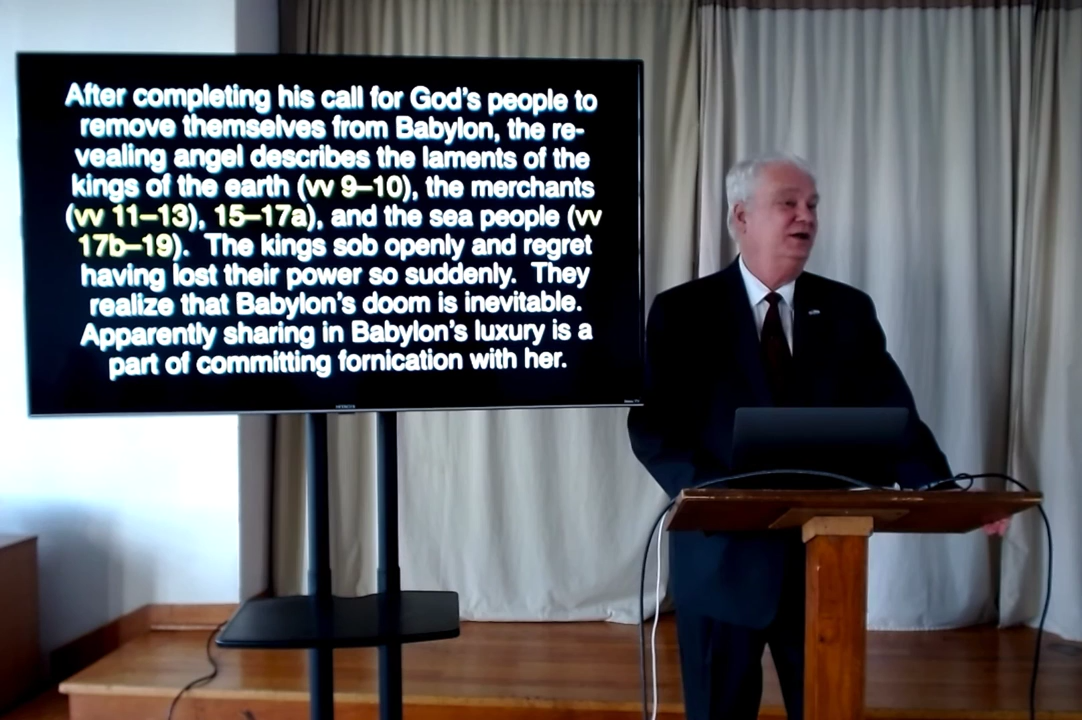 After completing his call for God's people to
remove themselves from Babylon, the re-
vealing angel describes the laments of the
kings of the earth (vv 9–10), the merchants
(vv 11–13), 15–17a), and the sea people (vv
17b–19).  The kings sob openly and regret
having lost their power so suddenly.  They
realize that Babylon's doom is inevitable.
Apparently sharing in Babylon's luxury is a
part of committing fornication with her.
HITACHI